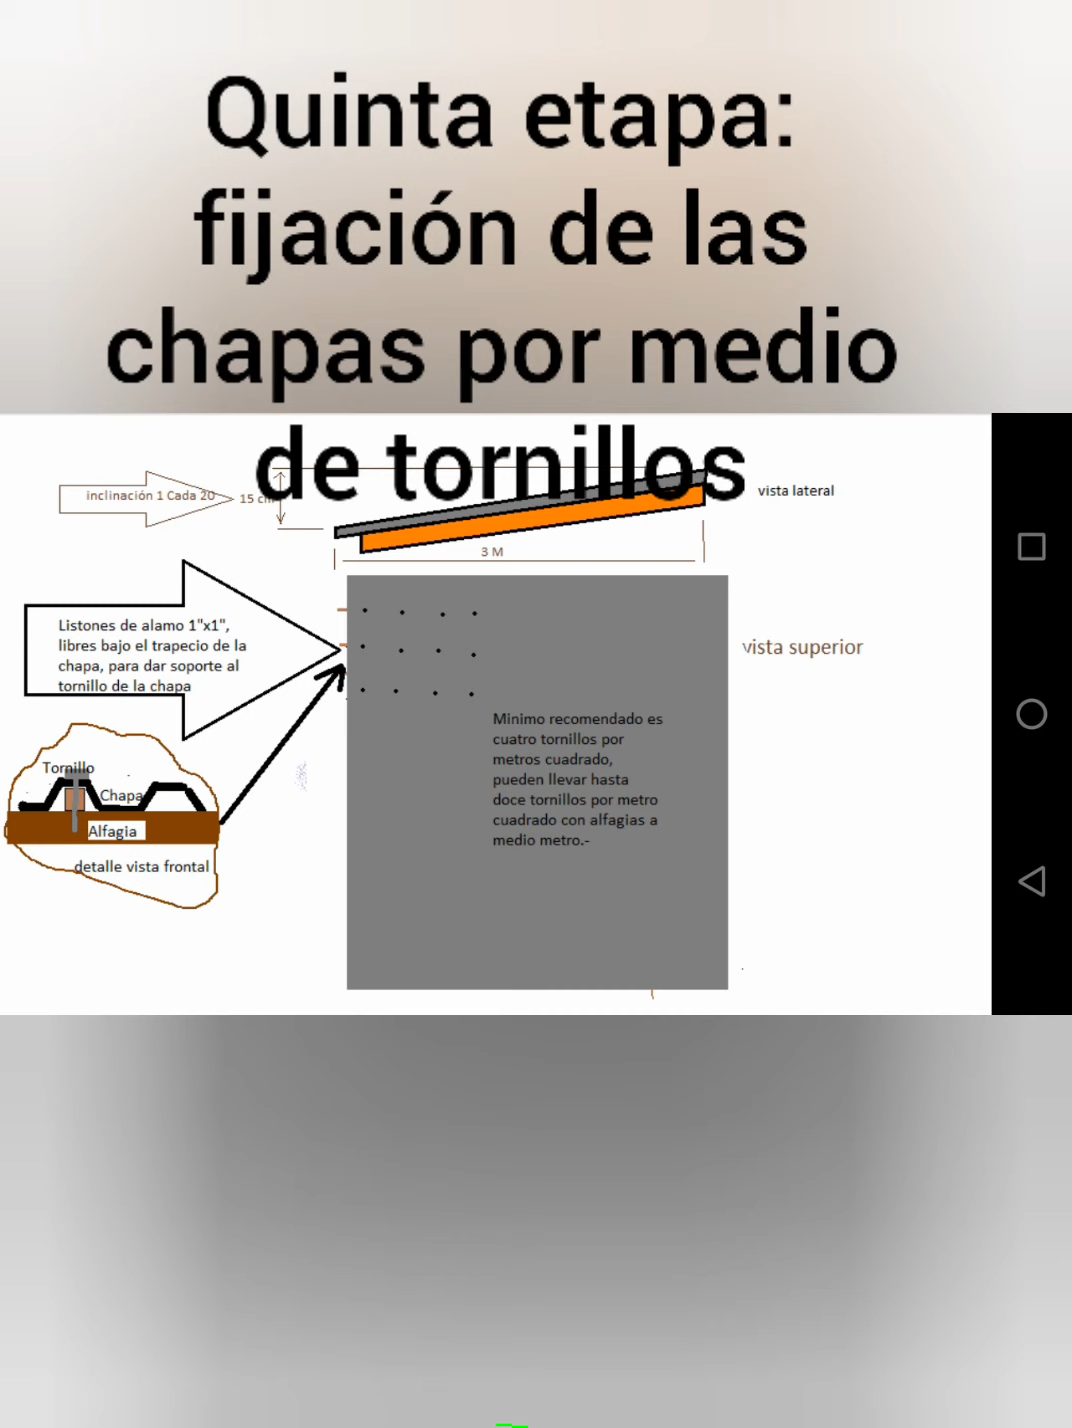 Quinta etapa:
fijación de las
chapas por medio
de tornillos
inclinación 1 Cada 20
15 cm
vista lateral
3 M
Listones de alamo 1"x1",
libres bajo el trapecio de la
chapa, para dar soporte al
tornillo de la chapa
vista superior
Minimo recomendado es
cuatro tornillos por
metros cuadrado,
pueden llevar hasta
doce tornillos por metro
cuadrado con alfagias a
medio metro.-
Tornillo
Chapa
Alfagia
detalle vista frontal